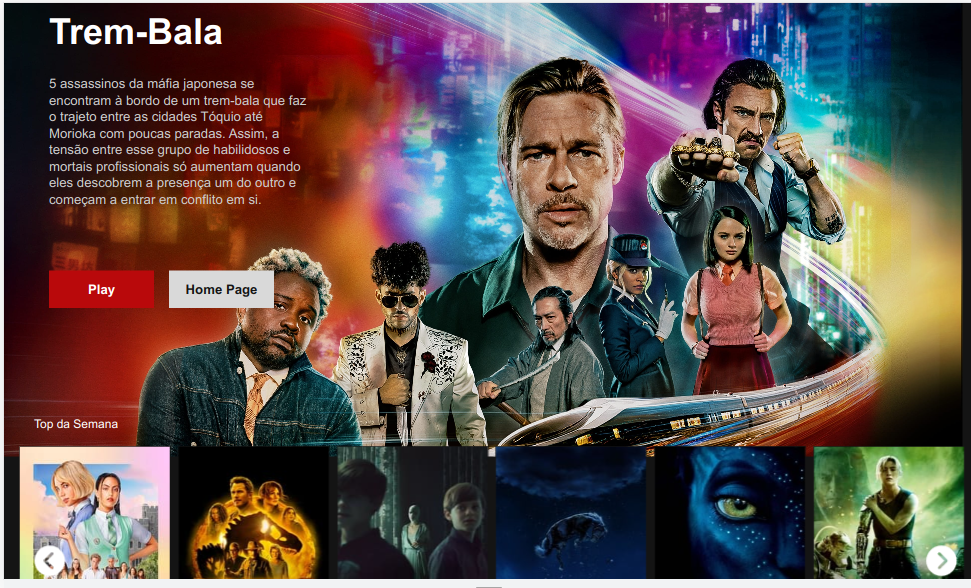 Trem-Bala
5 assassinos da máfia japonesa se
encontram à bordo de um trem-bala que faz
o trajeto entre as cidades Tóquio até
Morioka com poucas paradas. Assim, a
tensão entre esse grupo de habilidosos e
mortais profissionais só aumentam quando
eles descobrem a presença um do outro e
começam a entrar em conflito em si.
Play
Home Page
Top da Semana